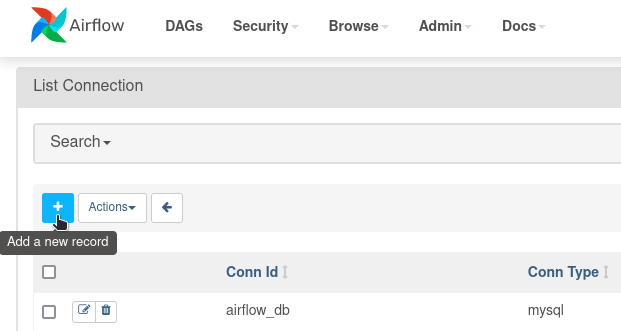 Airflow DAGs Security Browse Admin Docs
List Connection
Search
+ Actions
Add a new record
Conn Id Conn Type
airflow_db mysql